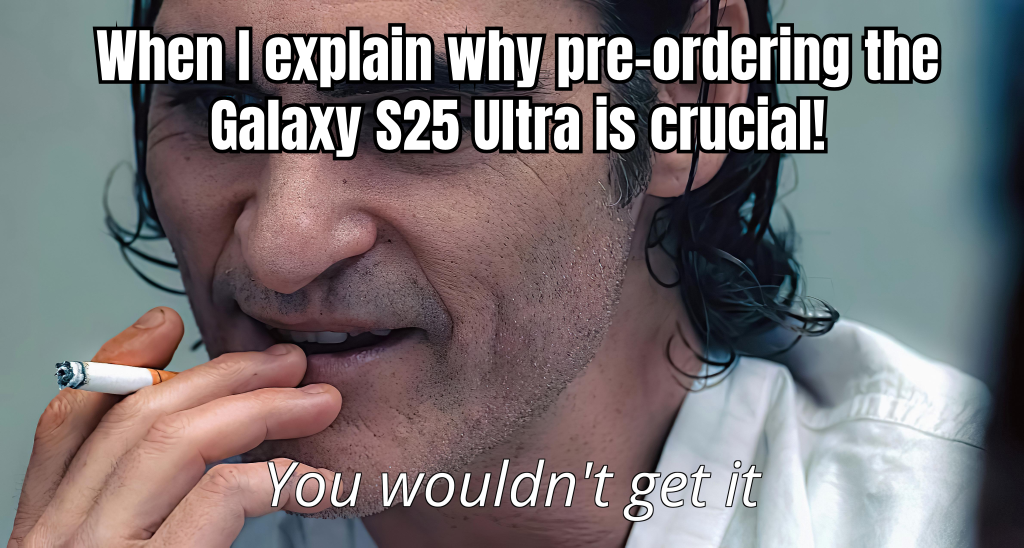 When I explain why pre-ordering the
Galaxy S25 Ultra is crucial!
You wouldn't get it